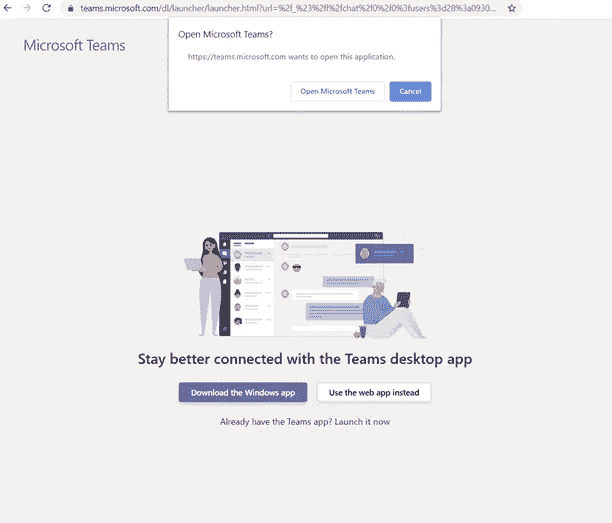 teams.microsoft.com/dl/launcher/launcher.html?url=%2f_%23%2fl%2fchat%2f0%2f0%3fusers%3d28%3a0930...
Microsoft Teams
Open Microsoft Teams?
https://teams.microsoft.com wants to open this application.
Open Microsoft Teams
Cancel
Stay better connected with the Teams desktop app
Download the Windows app
Use the web app instead
Already have the Teams app? Launch it now